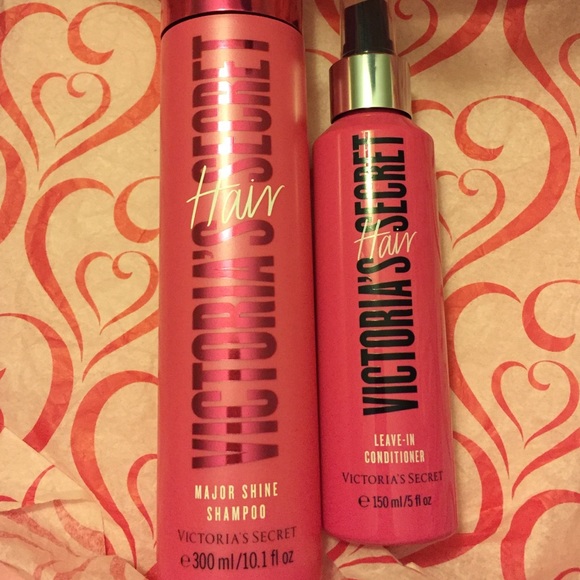 VICTORIA'S SECRET
Hair
MAJOR SHINE
SHAMPOO
VICTORIA'S SECRET
℮ 300 ml/10.1 fl oz
VICTORIA'S SECRET
Hair
LEAVE-IN
CONDITIONER
VICTORIA'S SECRET
℮ 150 ml/5 fl oz